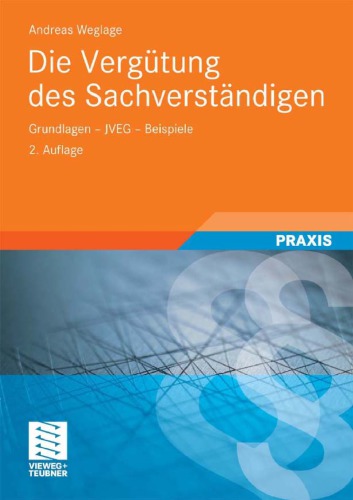 Andreas Weglage
Die Vergütung
des Sachverständigen
Grundlagen – JVEG – Beispiele
2. Auflage
PRAXIS
VIEWEG+
TEUBNER